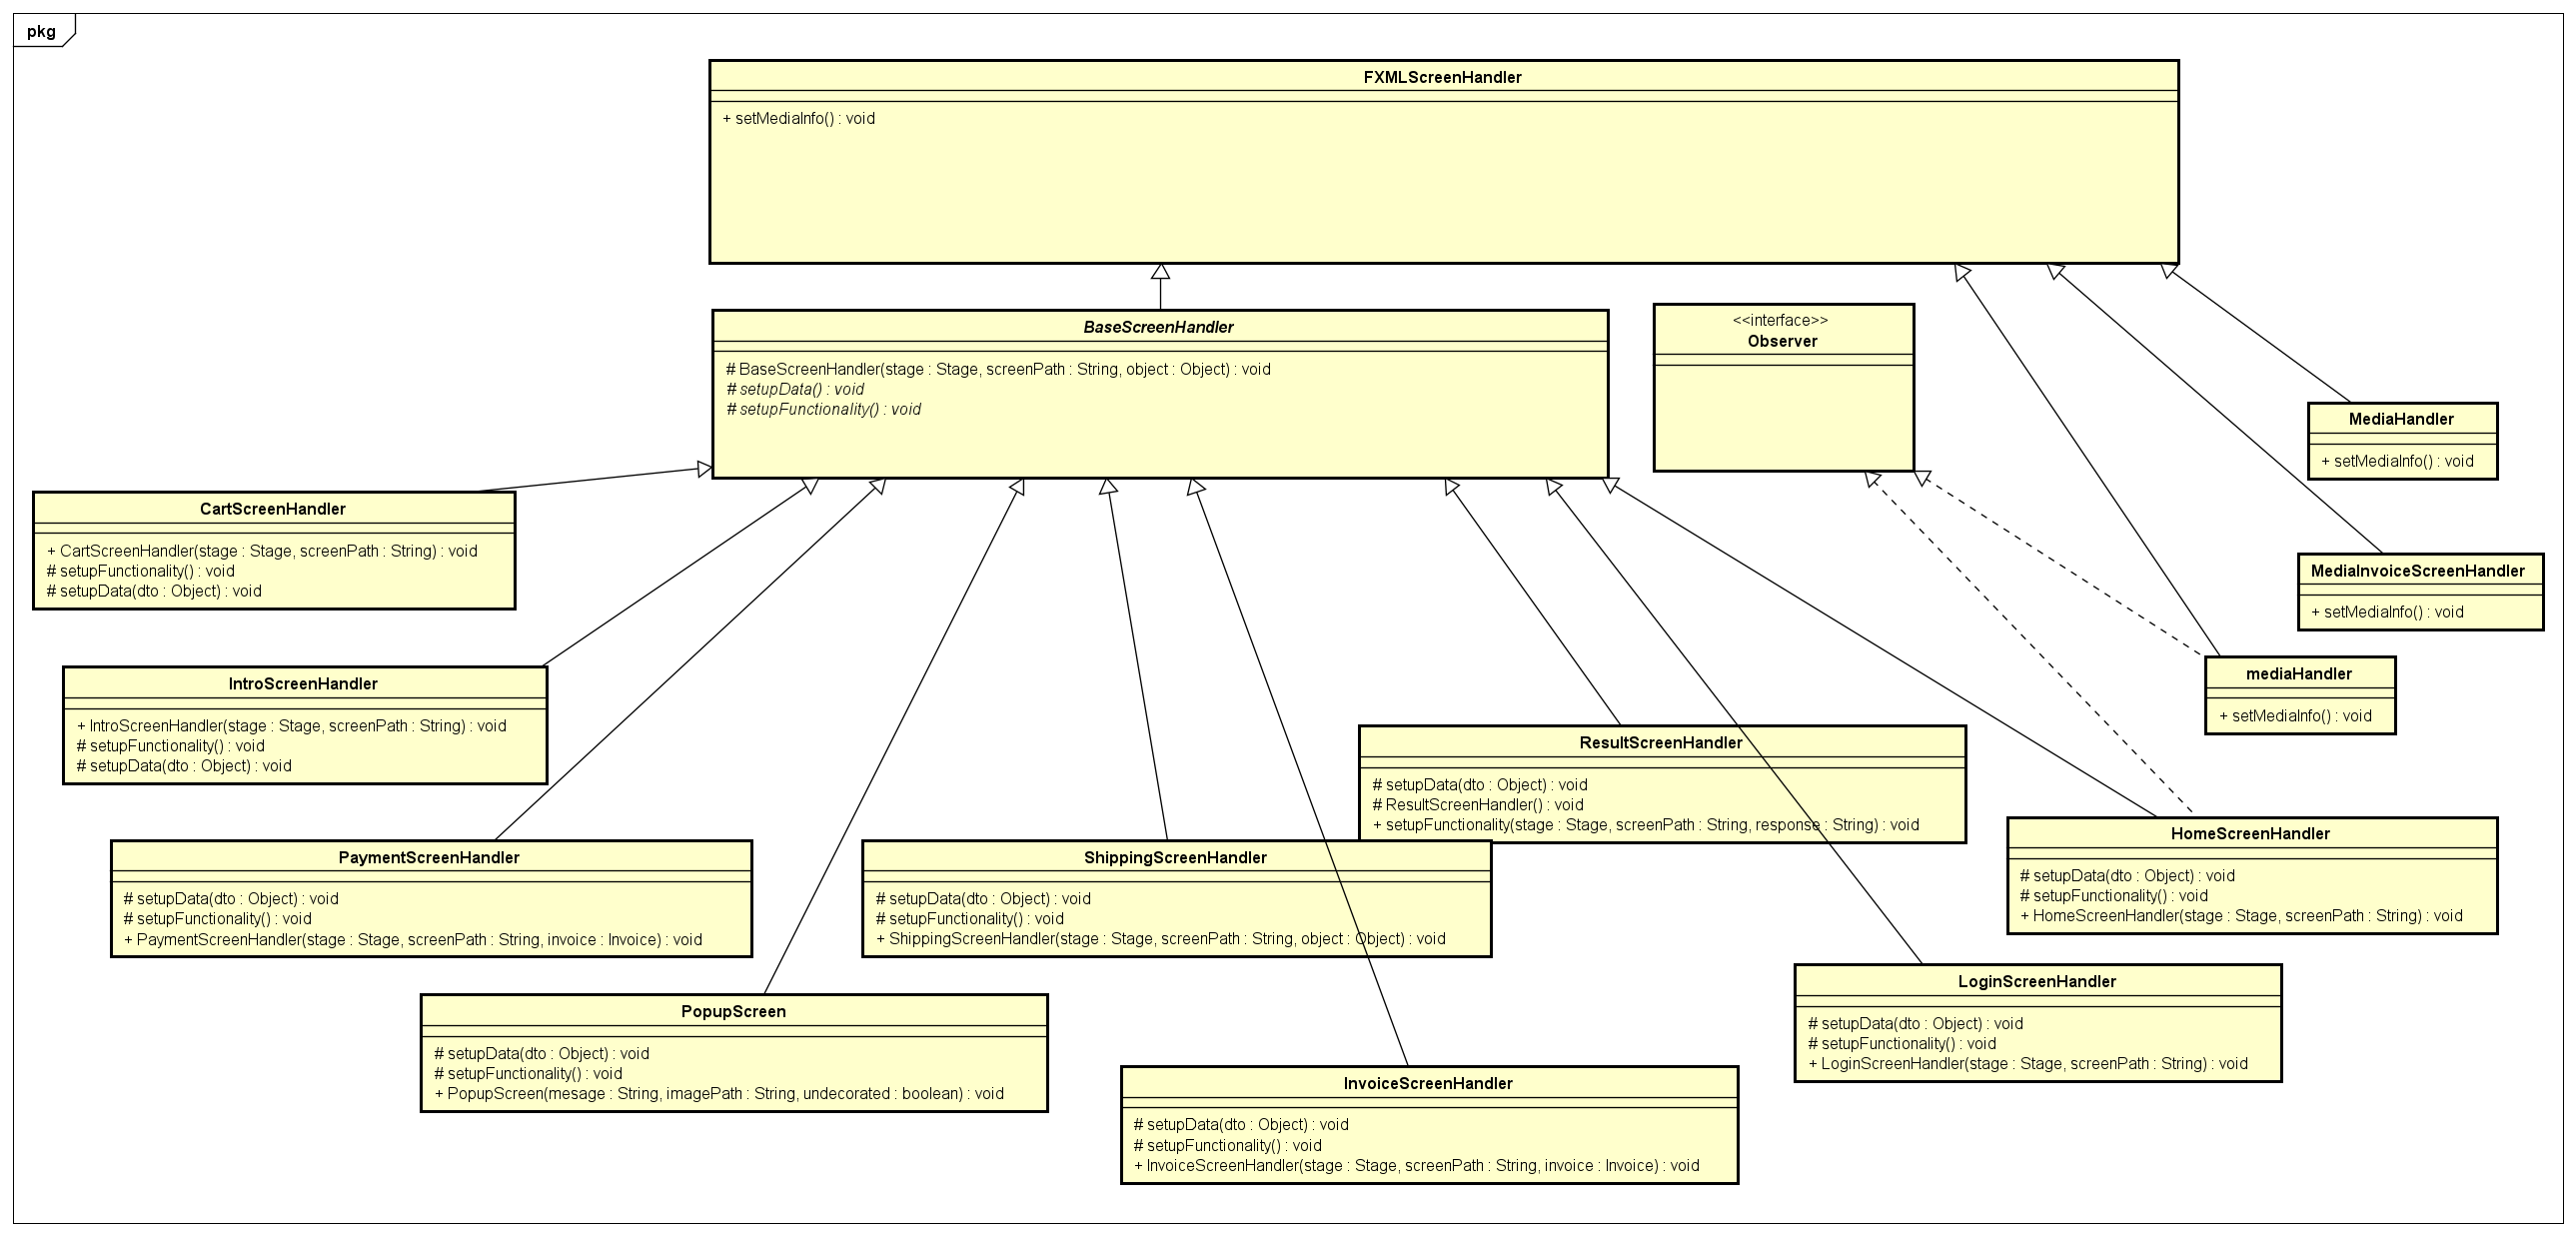 pkg
FXMLScreenHandler
+ setMediaInfo() : void
BaseScreenHandler
# BaseScreenHandler(stage : Stage, screenPath : String, object : Object) : void
# setupData() : void
# setupFunctionality() : void
<<interface>>
Observer
MediaHandler
+ setMediaInfo() : void
CartScreenHandler
+ CartScreenHandler(stage : Stage, screenPath : String) : void
# setupFunctionality() : void
# setupData(dto : Object) : void
MediaInvoiceScreenHandler
+ setMediaInfo() : void
IntroScreenHandler
+ IntroScreenHandler(stage : Stage, screenPath : String) : void
# setupFunctionality() : void
# setupData(dto : Object) : void
mediaHandler
+ setMediaInfo() : void
ResultScreenHandler
# setupData(dto : Object) : void
# ResultScreenHandler() : void
+ setupFunctionality(stage : Stage, screenPath : String, response : String) : void
PaymentScreenHandler
# setupData(dto : Object) : void
# setupFunctionality() : void
+ PaymentScreenHandler(stage : Stage, screenPath : String, invoice : Invoice) : void
ShippingScreenHandler
# setupData(dto : Object) : void
# setupFunctionality() : void
+ ShippingScreenHandler(stage : Stage, screenPath : String, object : Object) : void
HomeScreenHandler
# setupData(dto : Object) : void
# setupFunctionality() : void
+ HomeScreenHandler(stage : Stage, screenPath : String) : void
LoginScreenHandler
# setupData(dto : Object) : void
# setupFunctionality() : void
+ LoginScreenHandler(stage : Stage, screenPath : String) : void
PopupScreen
# setupData(dto : Object) : void
# setupFunctionality() : void
+ PopupScreen(mesage : String, imagePath : String, undecorated : boolean) : void
InvoiceScreenHandler
# setupData(dto : Object) : void
# setupFunctionality() : void
+ InvoiceScreenHandler(stage : Stage, screenPath : String, invoice : Invoice) : void